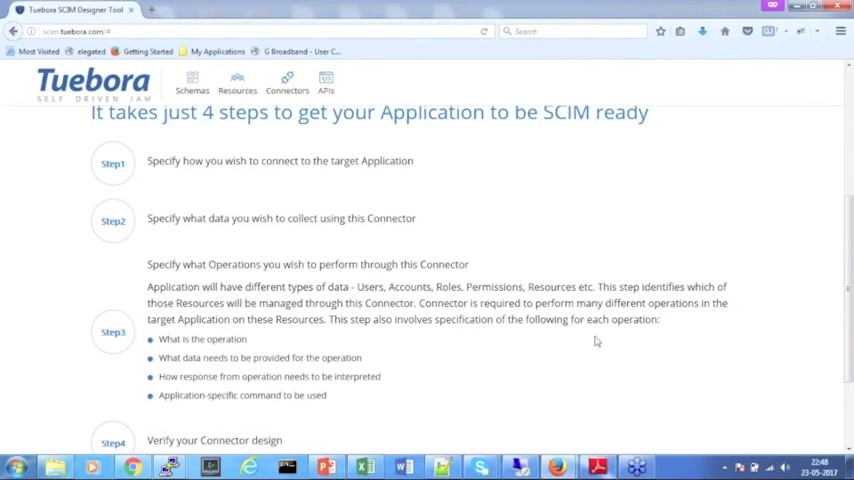 Tuebora SCIM Designer Tool
scim.tuebora.com/#
Search
Most Visited elegated Getting Started My Applications G Broadband - User C...
Tuebora
SELF DRIVEN IAM
Schemas Resources Connectors APIs
It takes just 4 steps to get your Application to be SCIM ready
Step1 Specify how you wish to connect to the target Application
Step2 Specify what data you wish to collect using this Connector
Specify what Operations you wish to perform through this Connector
Application will have different types of data - Users, Accounts, Roles, Permissions, Resources etc. This step identifies which of
those Resources will be managed through this Connector. Connector is required to perform many different operations in the
target Application on these Resources. This step also involves specification of the following for each operation:
Step3
What is the operation
What data needs to be provided for the operation
How response from operation needs to be interpreted
Application-specific command to be used
Step4 Verify your Connector design
22:48
23-05-2017